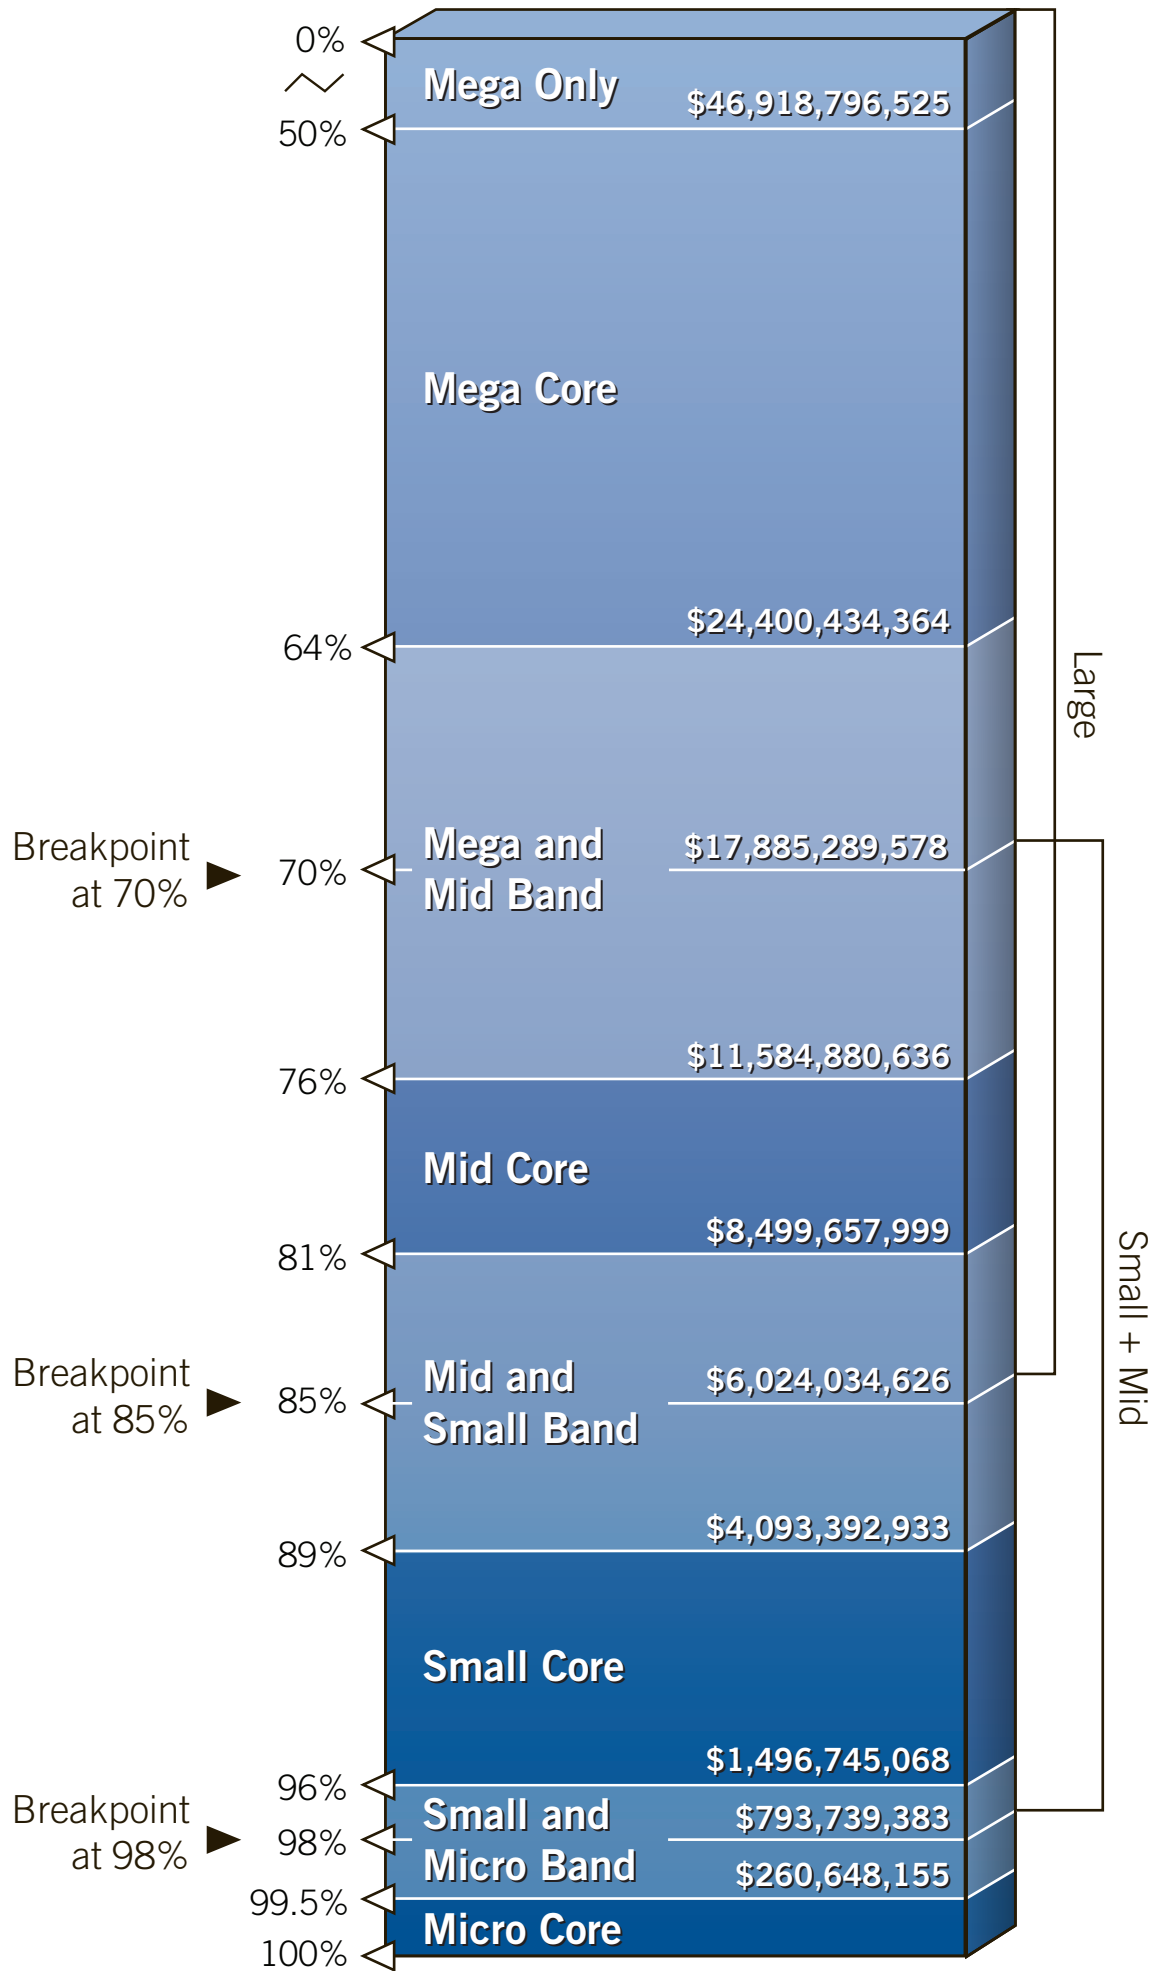 0%
Mega Only
$46,918,796,525
50%
Mega Core
$24,400,434,364
64%
Large
Breakpoint
at 70%
70%
Mega and
Mid Band
$17,885,289,578
$11,584,880,636
76%
Mid Core
$8,499,657,999
81%
Small + Mid
Breakpoint
at 85%
85%
Mid and
Small Band
$6,024,034,626
$4,093,392,933
89%
Small Core
$1,496,745,068
96%
Breakpoint
at 98%
98%
Small and
Micro Band
$793,739,383
$260,648,155
99.5%
Micro Core
100%